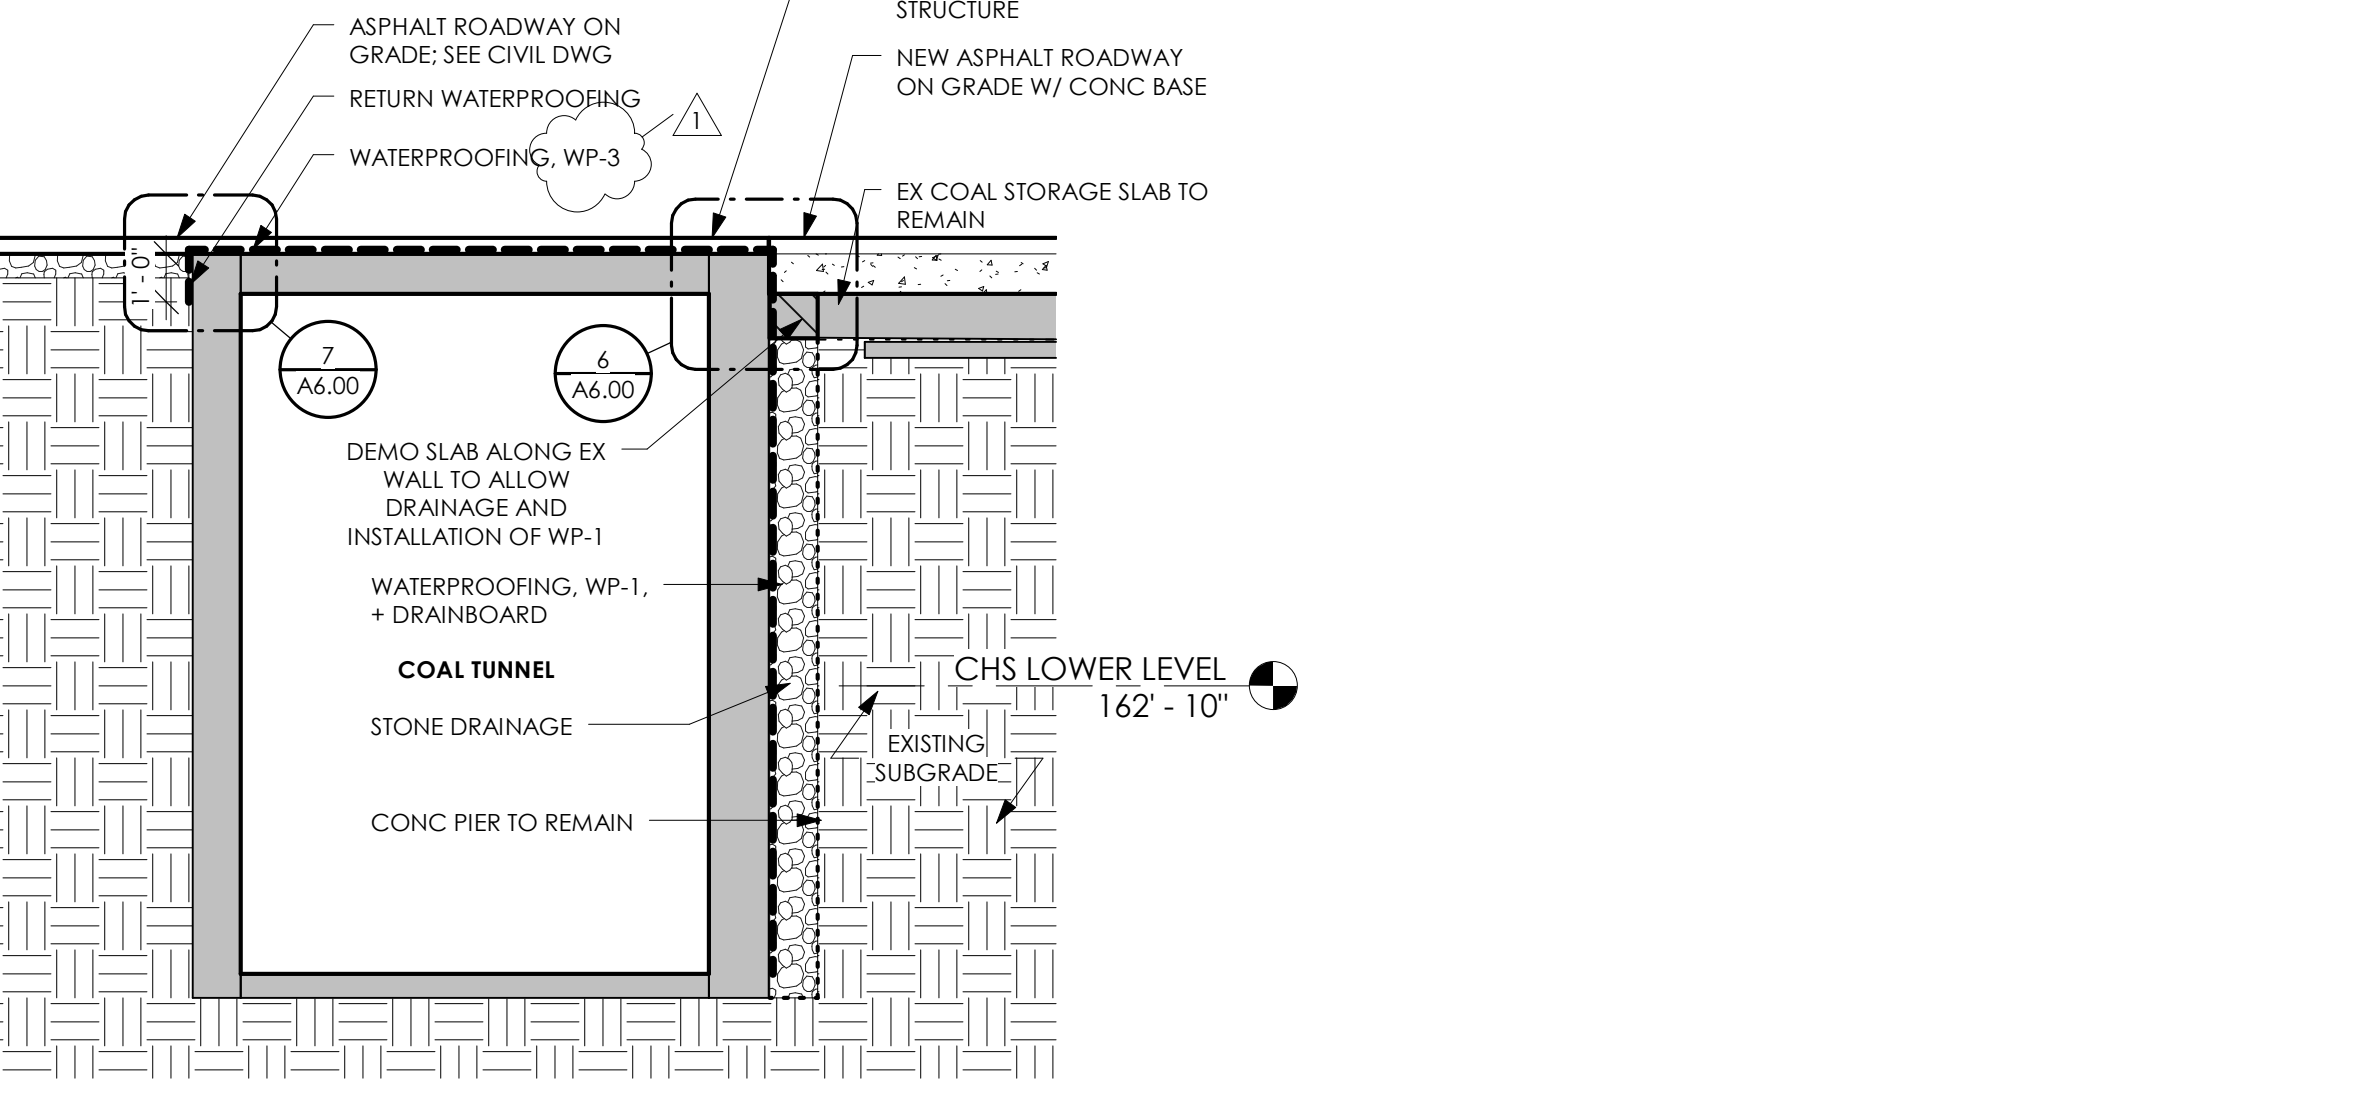 STRUCTURE
ASPHALT ROADWAY ON
GRADE; SEE CIVIL DWG
NEW ASPHALT ROADWAY
ON GRADE W/ CONC BASE
RETURN WATERPROOFING
1
WATERPROOFING, WP-3
EX COAL STORAGE SLAB TO
REMAIN
1' - 0"
7
A6.00
6
A6.00
DEMO SLAB ALONG EX
WALL TO ALLOW
DRAINAGE AND
INSTALLATION OF WP-1
WATERPROOFING, WP-1,
+ DRAINBOARD
COAL TUNNEL
CHS LOWER LEVEL
162' - 10"
STONE DRAINAGE
EXISTING
SUBGRADE
CONC PIER TO REMAIN